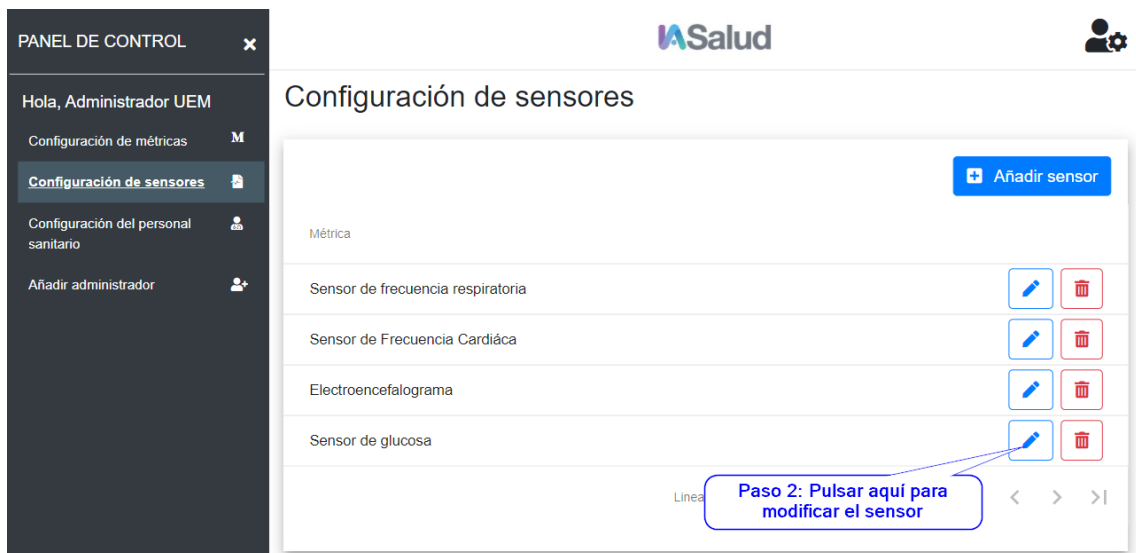 PANEL DE CONTROL
IASalud
Hola, Administrador UEM
Configuración de métricas M
Configuración de sensores
Configuración del personal
sanitario
Añadir administrador
Configuración de sensores
Añadir sensor
Métrica
Sensor de frecuencia respiratoria
Sensor de Frecuencia Cardiáca
Electroencefalograma
Sensor de glucosa
Linea
Paso 2: Pulsar aquí para
modificar el sensor